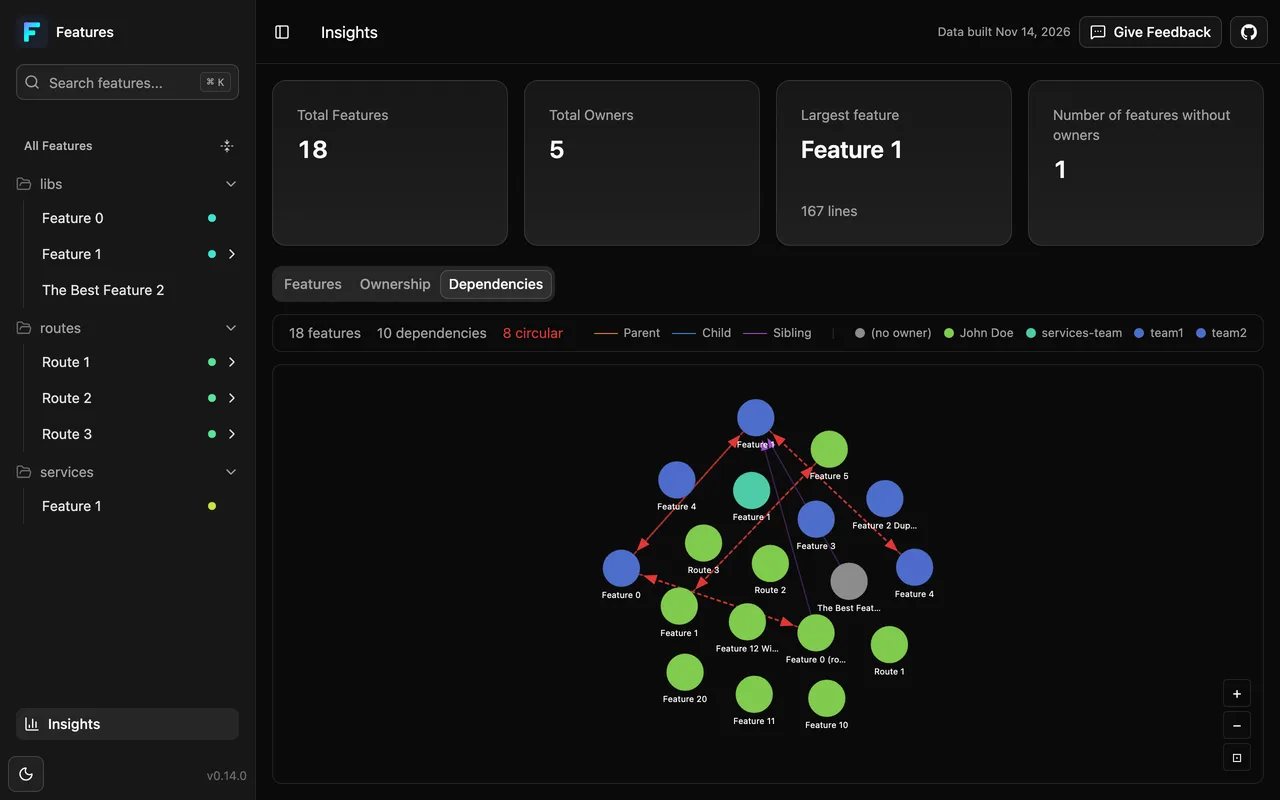 Features
Search features...
⌘ K
All Features
libs
Feature 0
Feature 1
The Best Feature 2
routes
Route 1
Route 2
Route 3
services
Feature 1
Insights
v0.14.0
Insights
Data built Nov 14, 2026
Give Feedback
Total Features
18
Total Owners
5
Largest feature
Feature 1
167 lines
Number of features without
owners
1
Features
Ownership
Dependencies
18 features
10 dependencies
8 circular
Parent
Child
Sibling
(no owner)
John Doe
services-team
team1
team2
Feature
Feature 5
Feature 4
Feature 1
Feature 2 Dup...
Feature 3
Route 3
Route 2
Feature 0
Feature 4
The Best Feat...
Feature 1
Feature 12 Wi...
Feature 0 (ro...
Route 1
Feature 20
Feature 11
Feature 10